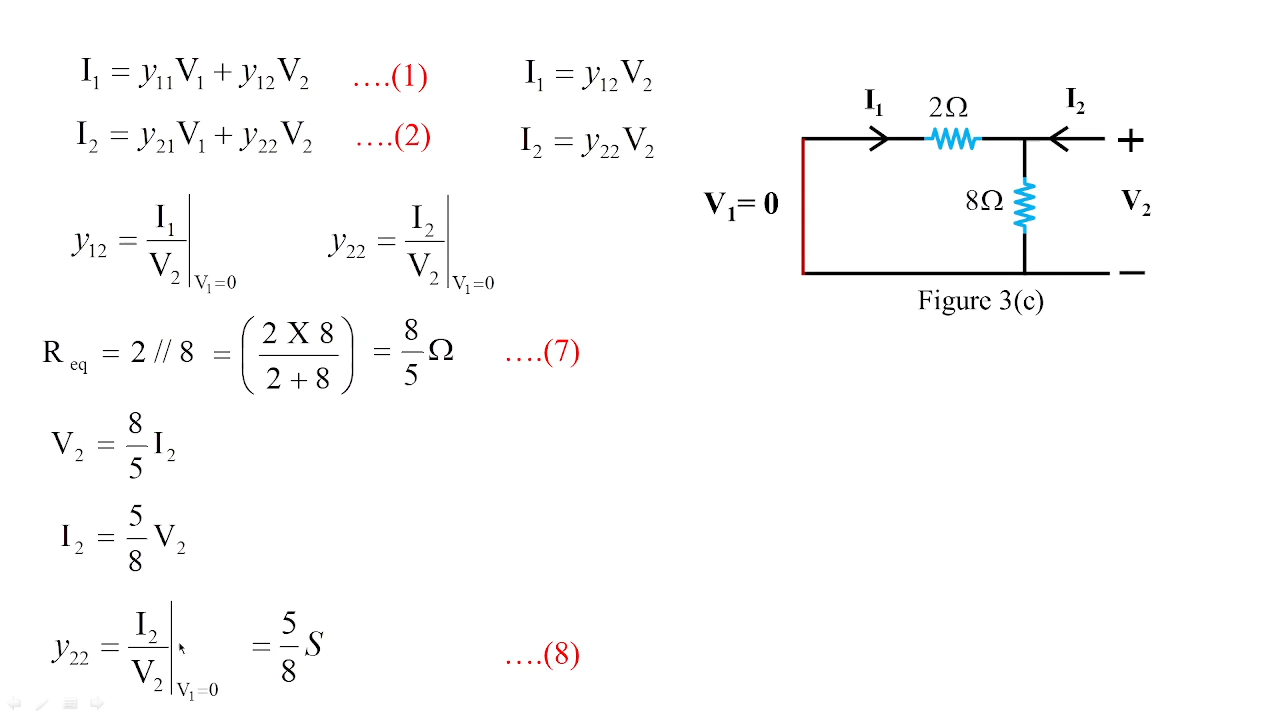 I₁ = y₁₁V₁ + y₁₂V₂ ….(1)
I₂ = y₂₁V₁ + y₂₂V₂ ….(2)
I₁ = y₁₂V₂
I₂ = y₂₂V₂
y₁₂ = I₁/V₂ |V₁=0
y₂₂ = I₂/V₂ |V₁=0
R eq = 2 // 8 = (2 X 8 / 2 + 8) = 8/5 Ω ….(7)
V₂ = 8/5 I₂
I₂ = 5/8 V₂
y₂₂ = I₂/V₂ |V₁=0 = 5/8 S ….(8)
I₁
2Ω
I₂
+
V₁= 0
8Ω
V₂
−
Figure 3(c)